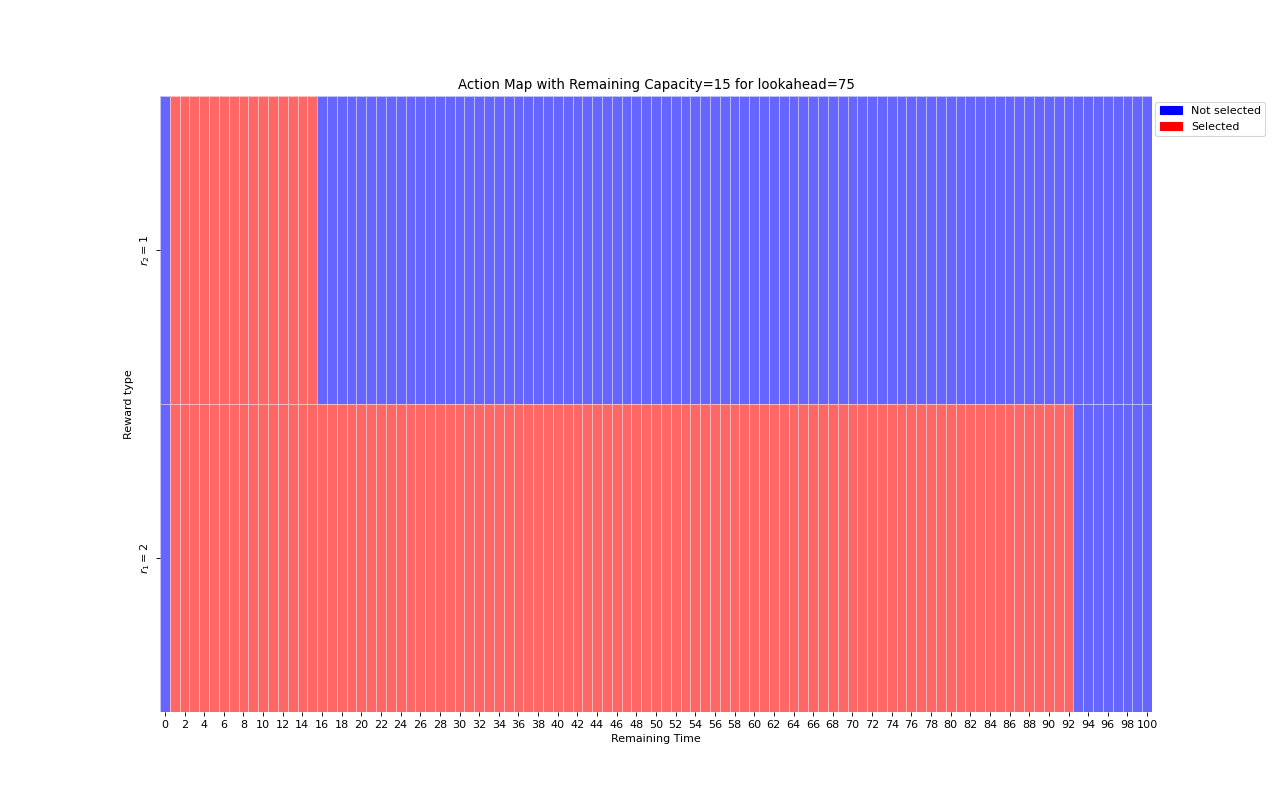 Action Map with Remaining Capacity=15 for lookahead=75
Not selected
Selected
r₂ = 1
Reward type
r₁ = 2
0 2 4 6 8 10 12 14 16 18 20 22 24 26 28 30 32 34 36 38 40 42 44 46 48 50 52 54 56 58 60 62 64 66 68 70 72 74 76 78 80 82 84 86 88 90 92 94 96 98 100
Remaining Time